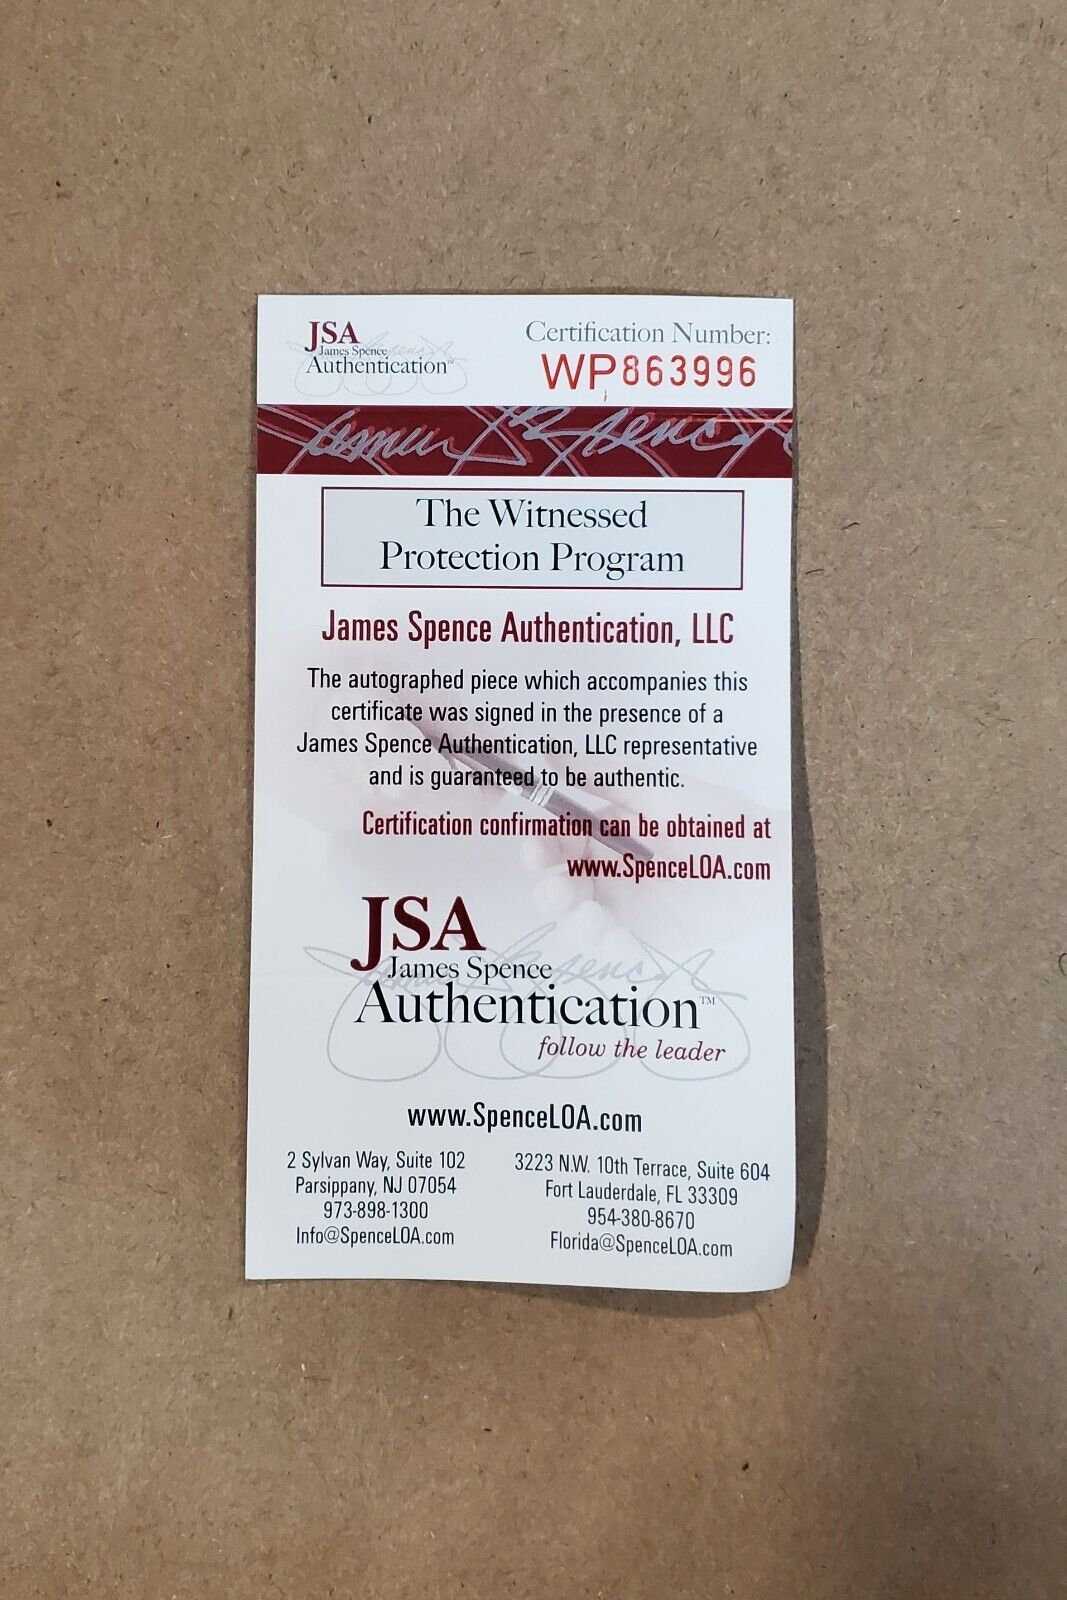 JSA
James Spence
Authentication™
Certification Number:
WP863996
James Spence
The Witnessed
Protection Program
James Spence Authentication, LLC
The autographed piece which accompanies this
certificate was signed in the presence of a
James Spence Authentication, LLC representative
and is guaranteed to be authentic.
Certification confirmation can be obtained at
www.SpenceLOA.com
JSA
James Spence
Authentication™
follow the leader
www.SpenceLOA.com
2 Sylvan Way, Suite 102
Parsippany, NJ 07054
973-898-1300
Info@SpenceLOA.com
3223 N.W. 10th Terrace, Suite 604
Fort Lauderdale, FL 33309
954-380-8670
Florida@SpenceLOA.com